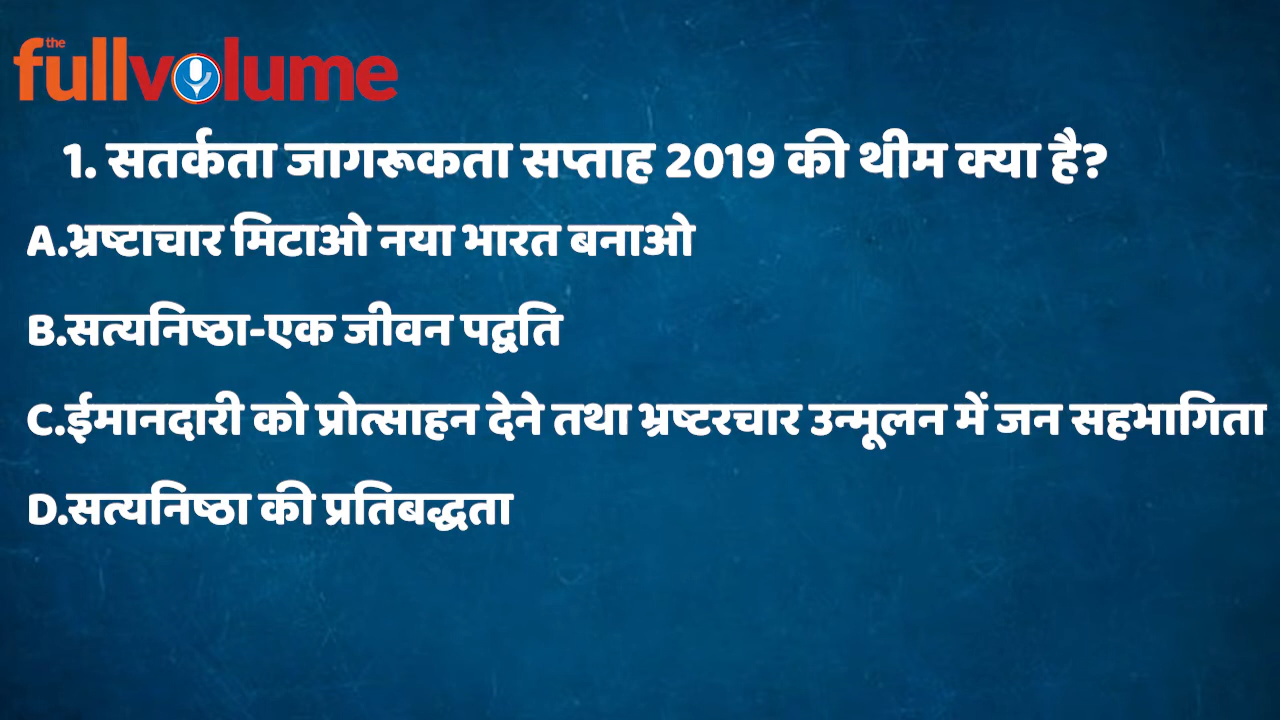 the
fullvolume
1. सतर्कता जागरूकता सप्ताह 2019 की थीम क्या है?
A.भ्रष्टाचार मिटाओ नया भारत बनाओ
B.सत्यनिष्ठा-एक जीवन पद्वति
C.ईमानदारी को प्रोत्साहन देने तथा भ्रष्टरचार उन्मूलन में जन सहभागिता
D.सत्यनिष्ठा की प्रतिबद्धता